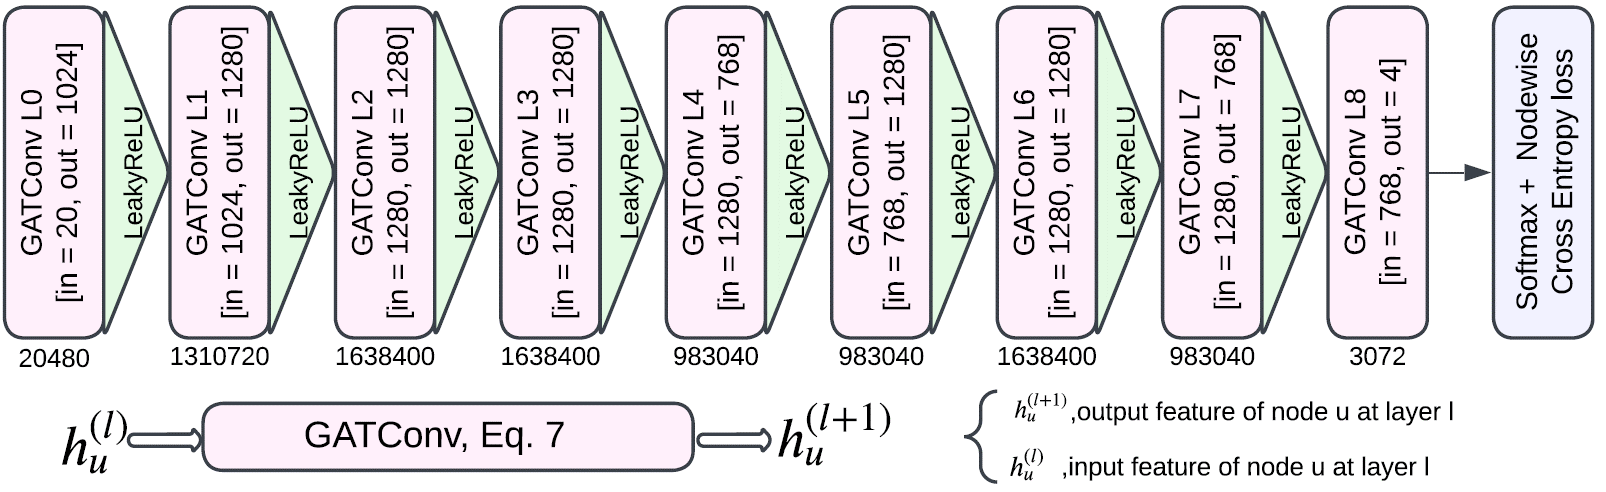 GATConv L0
[in = 20, out = 1024]
LeakyReLU
GATConv L1
[in = 1024, out = 1280]
LeakyReLU
GATConv L2
[in = 1280, out = 1280]
LeakyReLU
GATConv L3
[in = 1280, out = 1280]
LeakyReLU
GATConv L4
[in = 1280, out = 768]
LeakyReLU
GATConv L5
[in = 768, out = 1280]
LeakyReLU
GATConv L6
[in = 1280, out = 1280]
LeakyReLU
GATConv L7
[in = 1280, out = 768]
LeakyReLU
GATConv L8
[in = 768, out = 4]
Softmax + Nodewise
Cross Entropy loss
20480
1310720
1638400
1638400
983040
983040
1638400
983040
3072
h_u^(l)
GATConv, Eq. 7
h_u^(l+1)
h_u^(l+1) ,output feature of node u at layer l
h_u^(l) ,input feature of node u at layer l